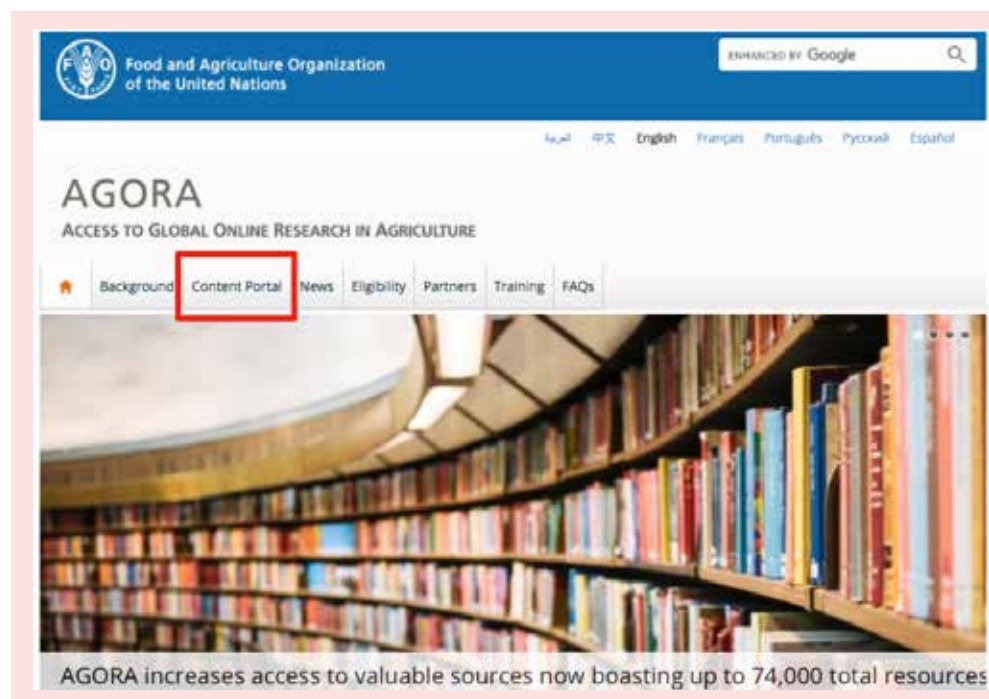 Food and Agriculture Organization
of the United Nations
ENHANCED BY Google
العربية 中文 English Français Português Русский Español
AGORA
ACCESS TO GLOBAL ONLINE RESEARCH IN AGRICULTURE
Background Content Portal News Eligibility Partners Training FAQs
AGORA increases access to valuable sources now boasting up to 74,000 total resources